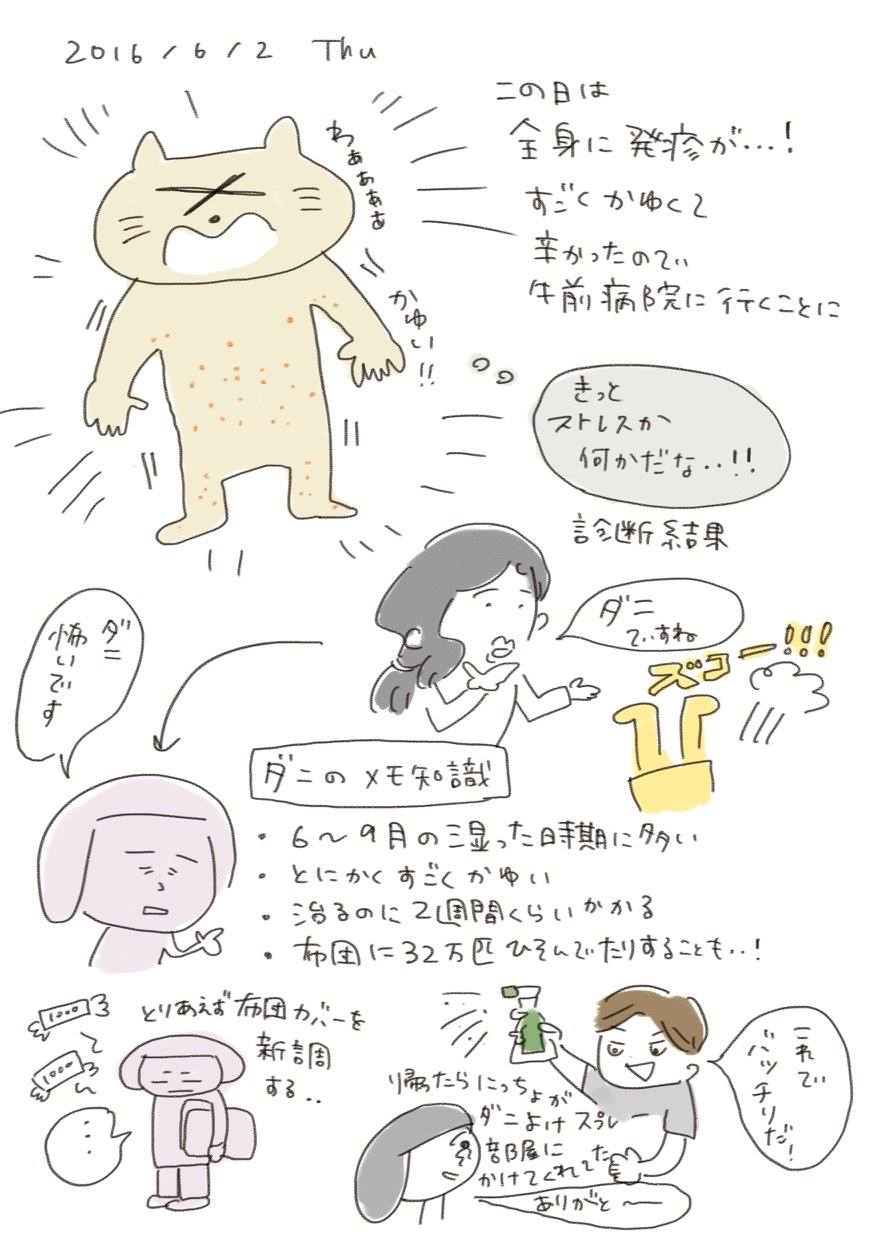 2016/6/2 Thu
この日は
全身に発疹が…!
すごくかゆくて
辛かったので
午前病院に行くことに
わぁぁぁぁ
かゆい!!
きっと
ストレスか
何かだな..!!
診断結果
ダニ
ですね
ズコー!!!
ダニ
怖いです
ダニのメモ知識
・6〜9月の湿った時期に多い
・とにかくすごくかゆい
・治るのに2週間くらいかかる
・布団に32万匹ひそんでたりすることも..!
とりあえず布団カバーを
新調
する..
1000
1000
…
帰ったらにっちょが
ダニよけスプレー
部屋に
かけてくれてた
これで
バッチリだ!
ありがと〜